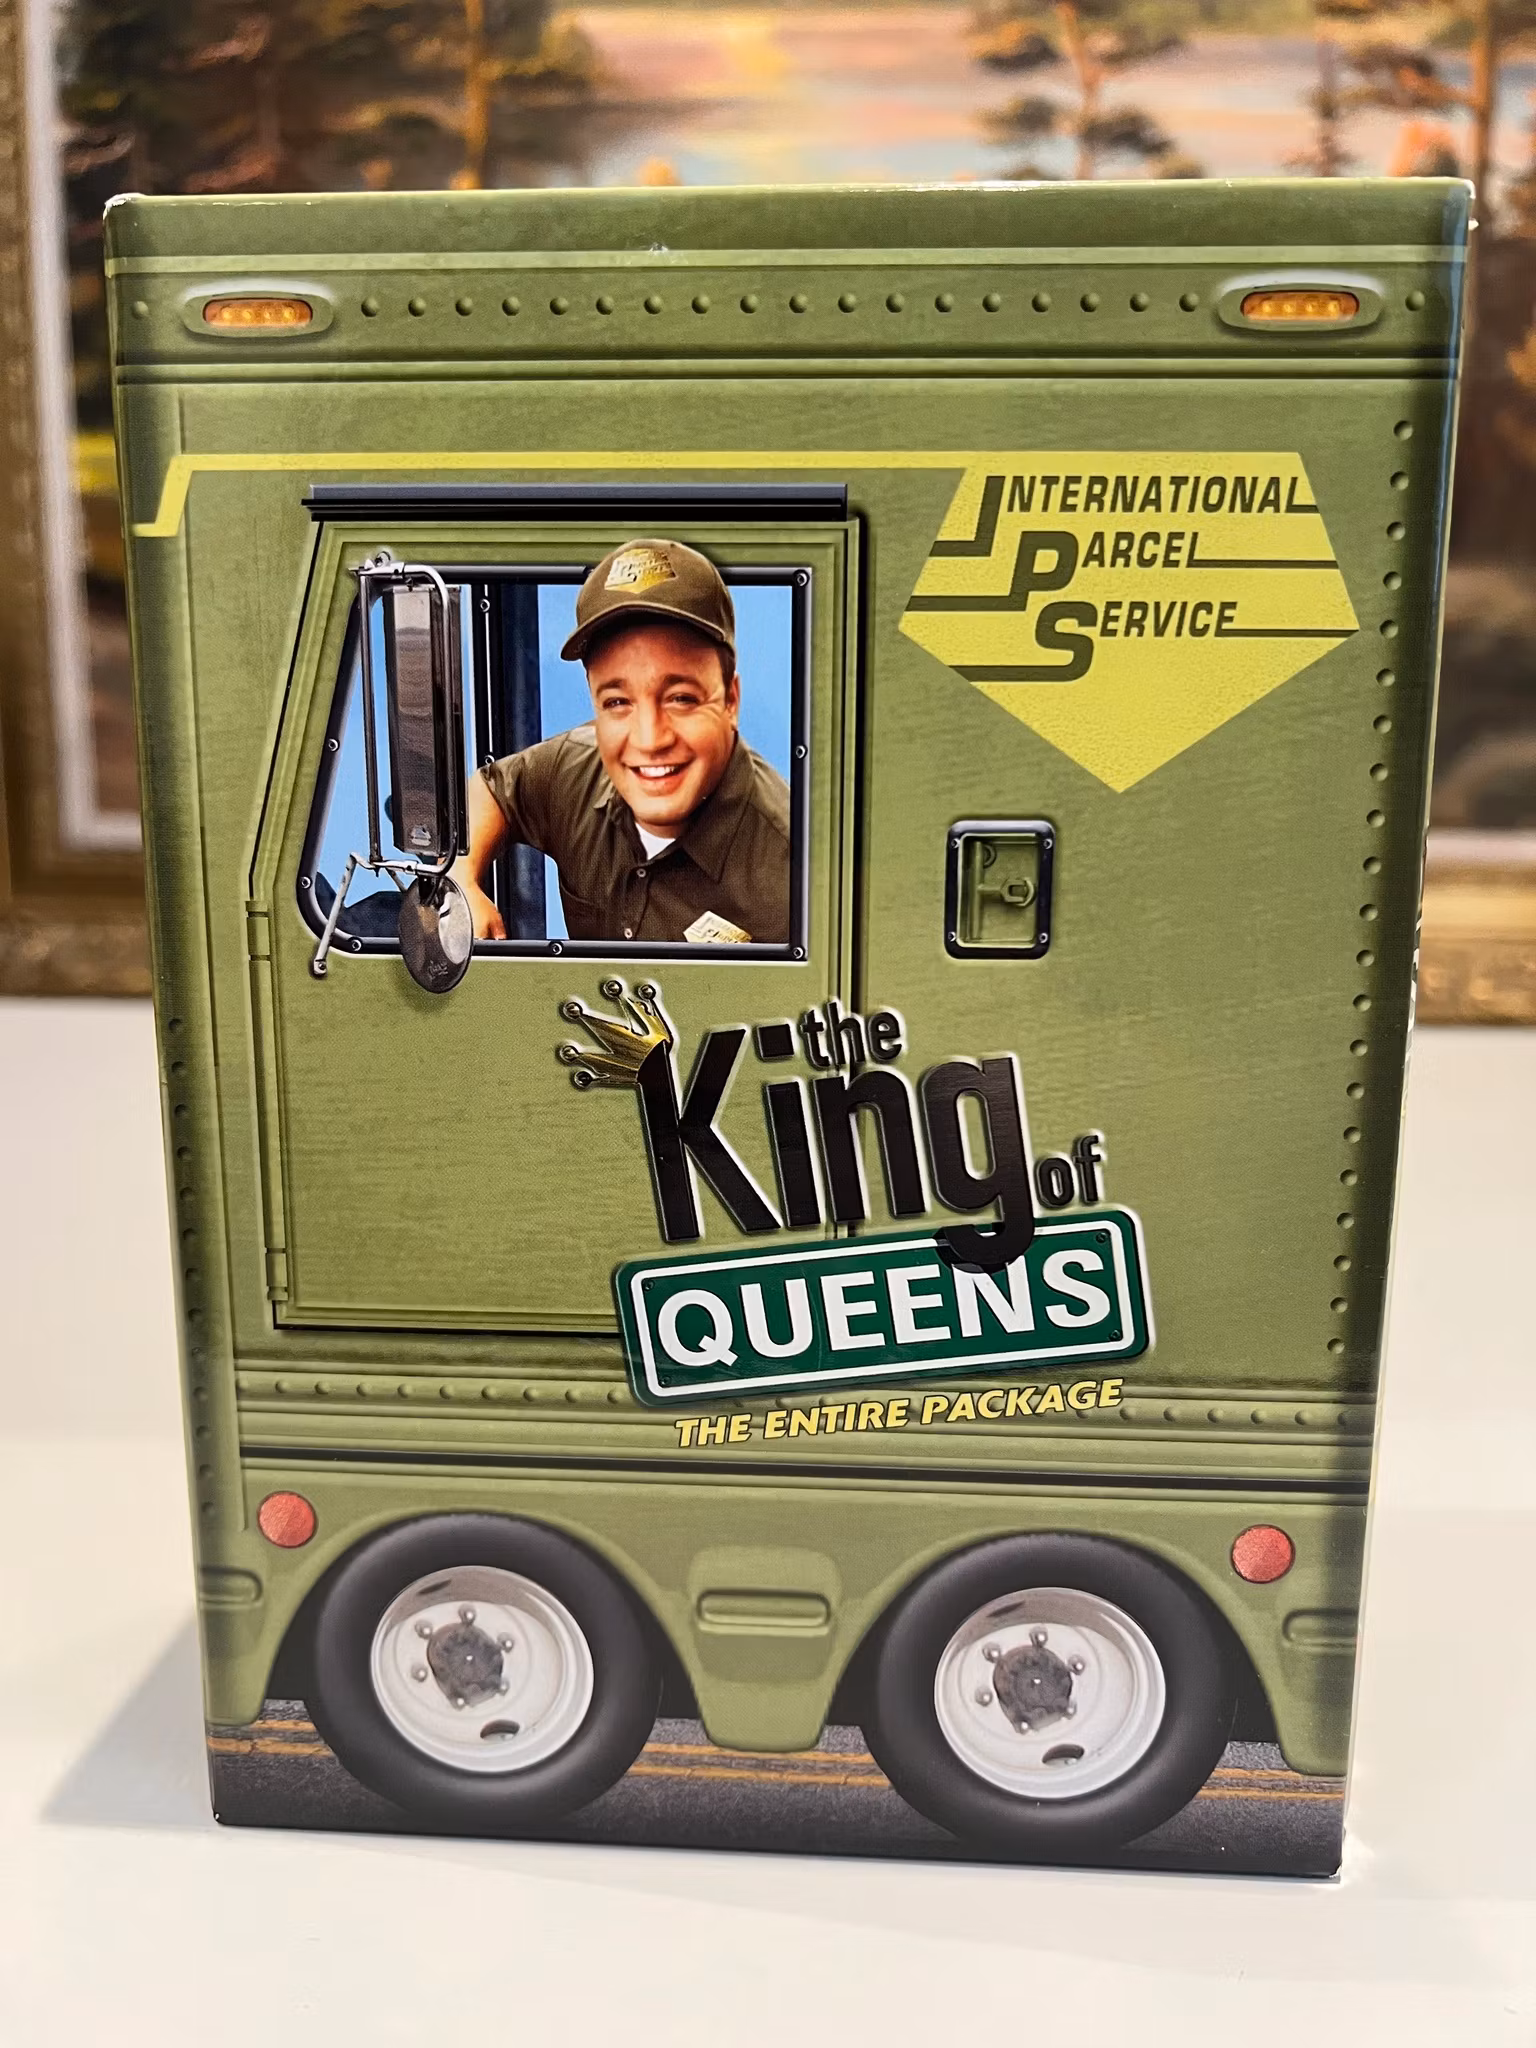 INTERNATIONAL
PARCEL
SERVICE
the
King of
QUEENS
THE ENTIRE PACKAGE